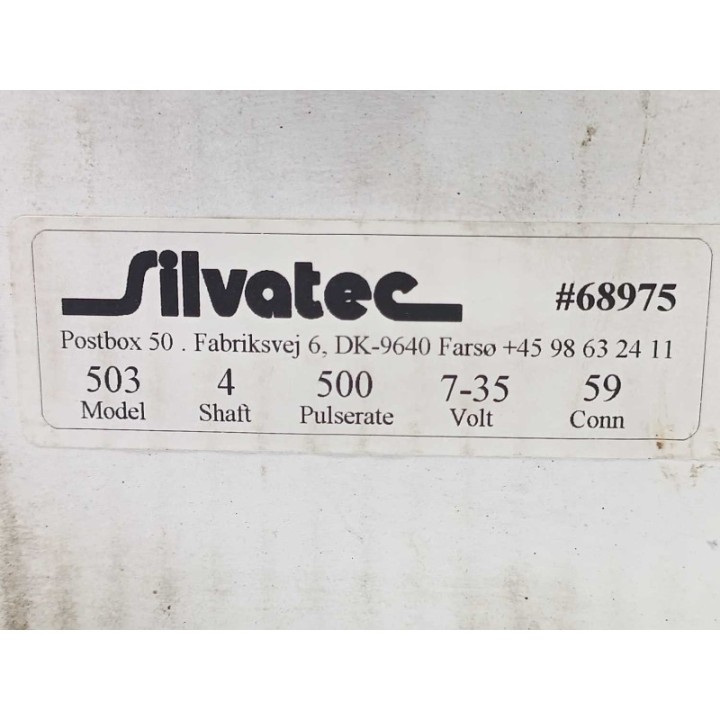 Silvatec #68975
Postbox 50 . Fabriksvej 6, DK-9640 Farsø +45 98 63 24 11
503 4 500 7-35 59
Model Shaft Pulserate Volt Conn